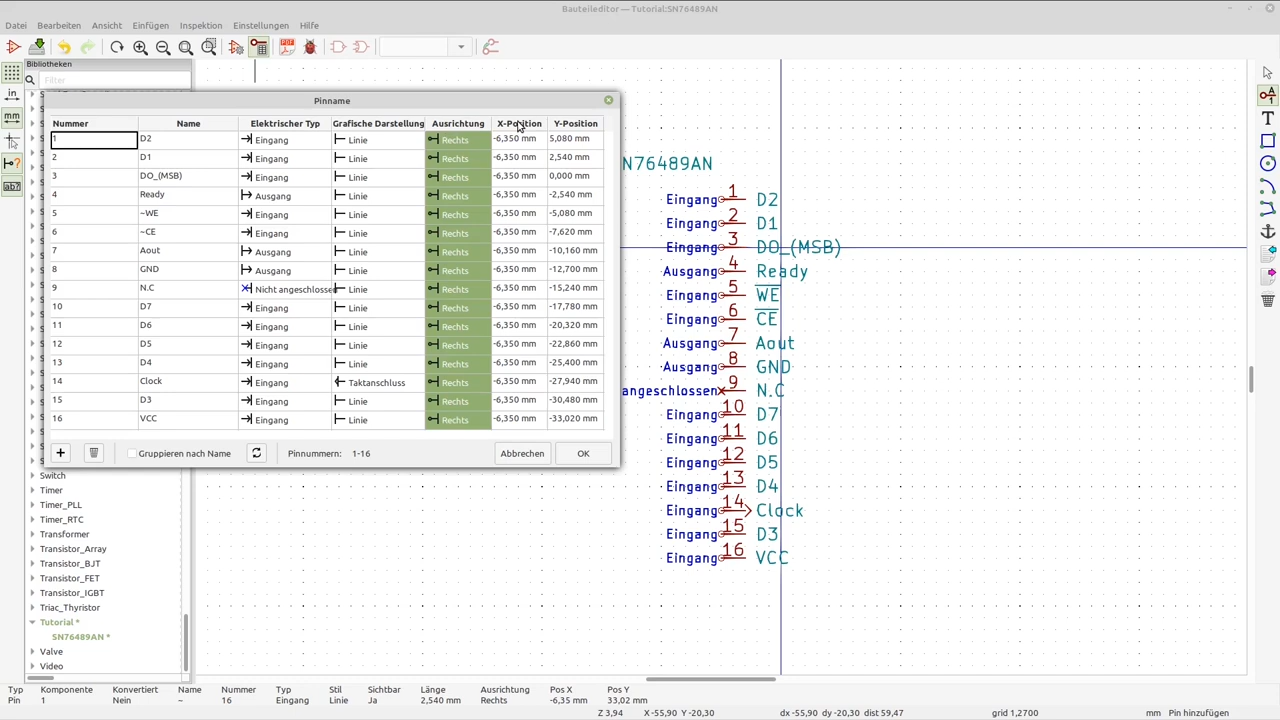 Bauteileditor — Tutorial:SN76489AN
Datei Bearbeiten Ansicht Einfügen Inspektion Einstellungen Hilfe
Bibliotheken
Filter
in
mm
Pinname
Nummer Name Elektrischer Typ Grafische Darstellung Ausrichtung X-Position Y-Position
1 D2 Eingang Linie Rechts -6,350 mm 5,080 mm
2 D1 Eingang Linie Rechts -6,350 mm 2,540 mm
3 DO_(MSB) Eingang Linie Rechts -6,350 mm 0,000 mm
4 Ready Ausgang Linie Rechts -6,350 mm -2,540 mm
5 ~WE Eingang Linie Rechts -6,350 mm -5,080 mm
6 ~CE Eingang Linie Rechts -6,350 mm -7,620 mm
7 Aout Ausgang Linie Rechts -6,350 mm -10,160 mm
8 GND Ausgang Linie Rechts -6,350 mm -12,700 mm
9 N.C Nicht angeschlossen Linie Rechts -6,350 mm -15,240 mm
10 D7 Eingang Linie Rechts -6,350 mm -17,780 mm
11 D6 Eingang Linie Rechts -6,350 mm -20,320 mm
12 D5 Eingang Linie Rechts -6,350 mm -22,860 mm
13 D4 Eingang Linie Rechts -6,350 mm -25,400 mm
14 Clock Eingang Taktanschluss Rechts -6,350 mm -27,940 mm
15 D3 Eingang Linie Rechts -6,350 mm -30,480 mm
16 VCC Eingang Linie Rechts -6,350 mm -33,020 mm
Gruppieren nach Name Pinnummern: 1-16 Abbrechen OK
Switch
Timer
Timer_PLL
Timer_RTC
Transformer
Transistor_Array
Transistor_BJT
Transistor_FET
Transistor_IGBT
Triac_Thyristor
Tutorial *
SN76489AN *
Valve
Video
N76489AN
Eingang 1 D2
Eingang 2 D1
Eingang 3 DO_(MSB)
Ausgang 4 Ready
Eingang 5 WE
Eingang 6 CE
Ausgang 7 Aout
Ausgang 8 GND
angeschlossen 9 N.C
Eingang 10 D7
Eingang 11 D6
Eingang 12 D5
Eingang 13 D4
Eingang 14 Clock
Eingang 15 D3
Eingang 16 VCC
Typ Komponente Konvertiert Name Nummer Typ Stil Sichtbar Länge Ausrichtung Pos X Pos Y
Pin 1 Nein ~ 16 Eingang Linie Ja 2,540 mm Rechts -6,35 mm 33,02 mm
Z 3,94 X -55,90 Y -20,30 dx -55,90 dy -20,30 dist 59,47 grid 1,2700 mm Pin hinzufügen